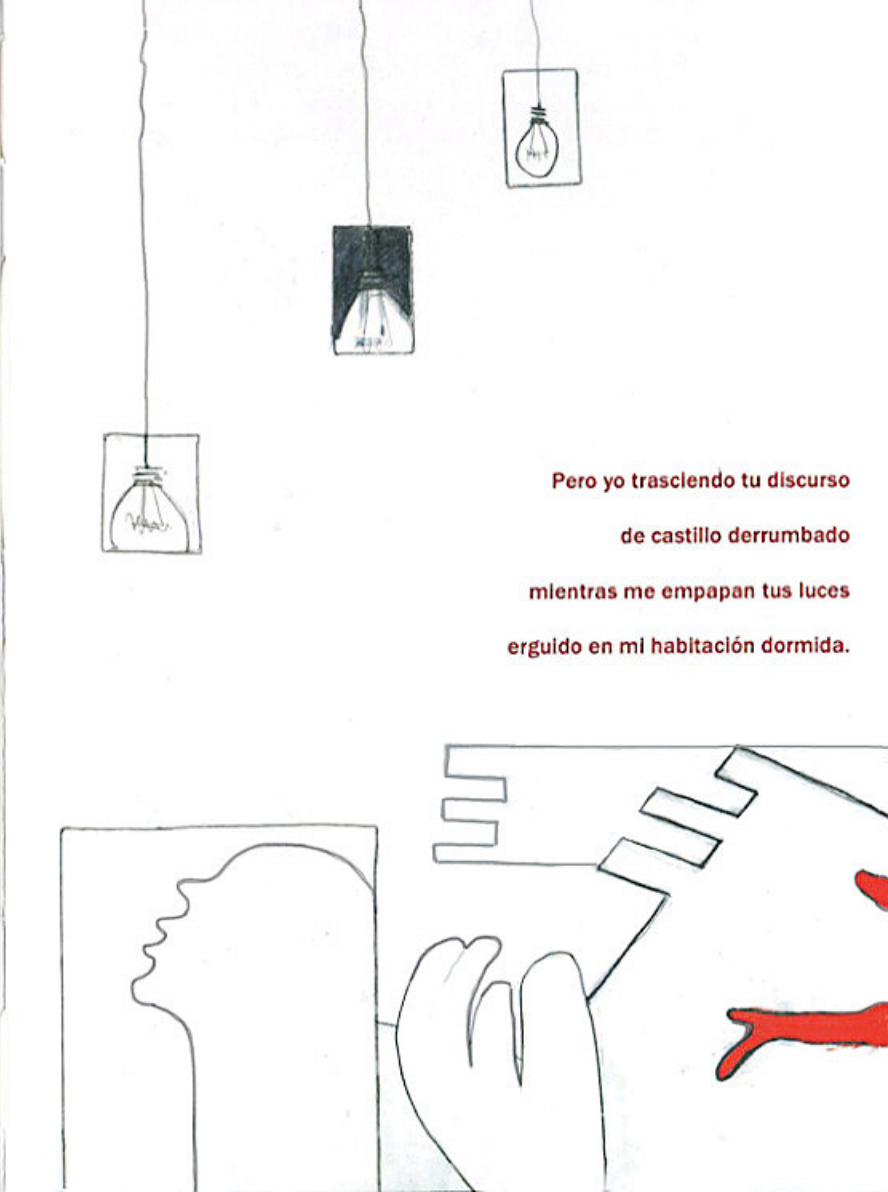 Pero yo trasciendo tu discurso
de castillo derrumbado
mientras me empapan tus luces
erguido en mi habitación dormida.